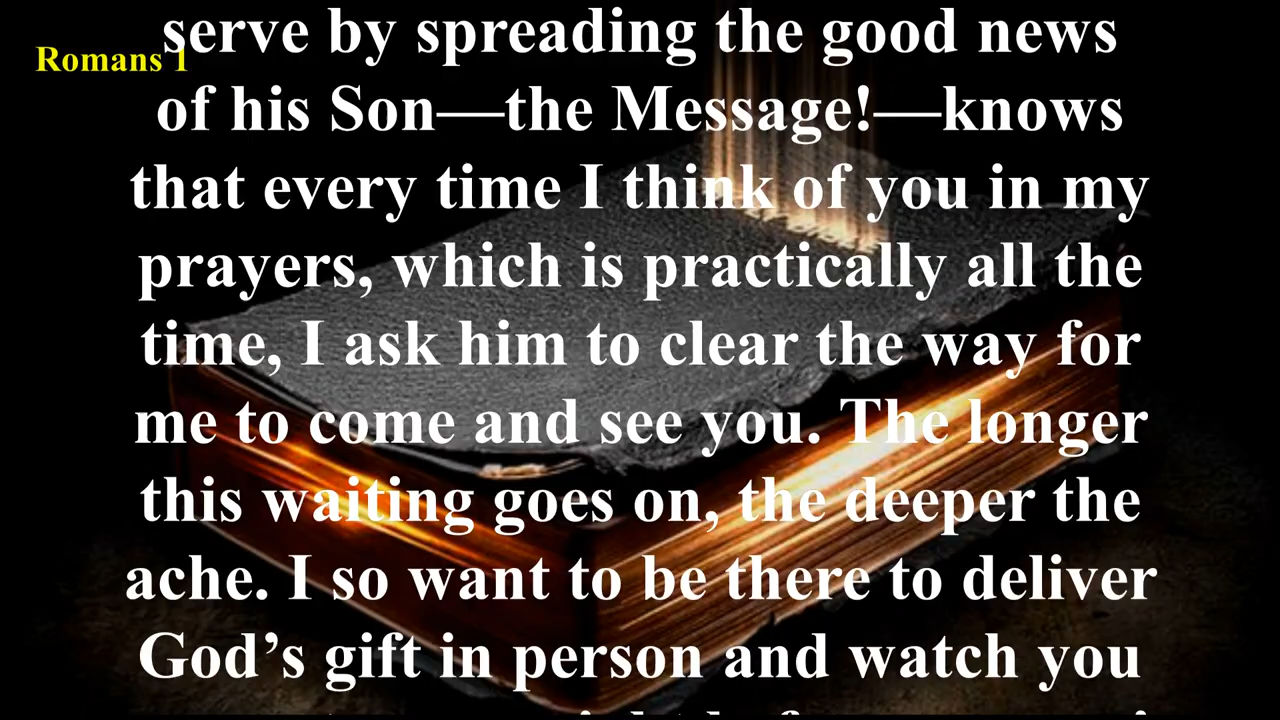 serve by spreading the good news
Romans 1
of his Son—the Message!—knows
that every time I think of you in my
prayers, which is practically all the
time, I ask him to clear the way for
me to come and see you. The longer
this waiting goes on, the deeper the
ache. I so want to be there to deliver
God’s gift in person and watch you